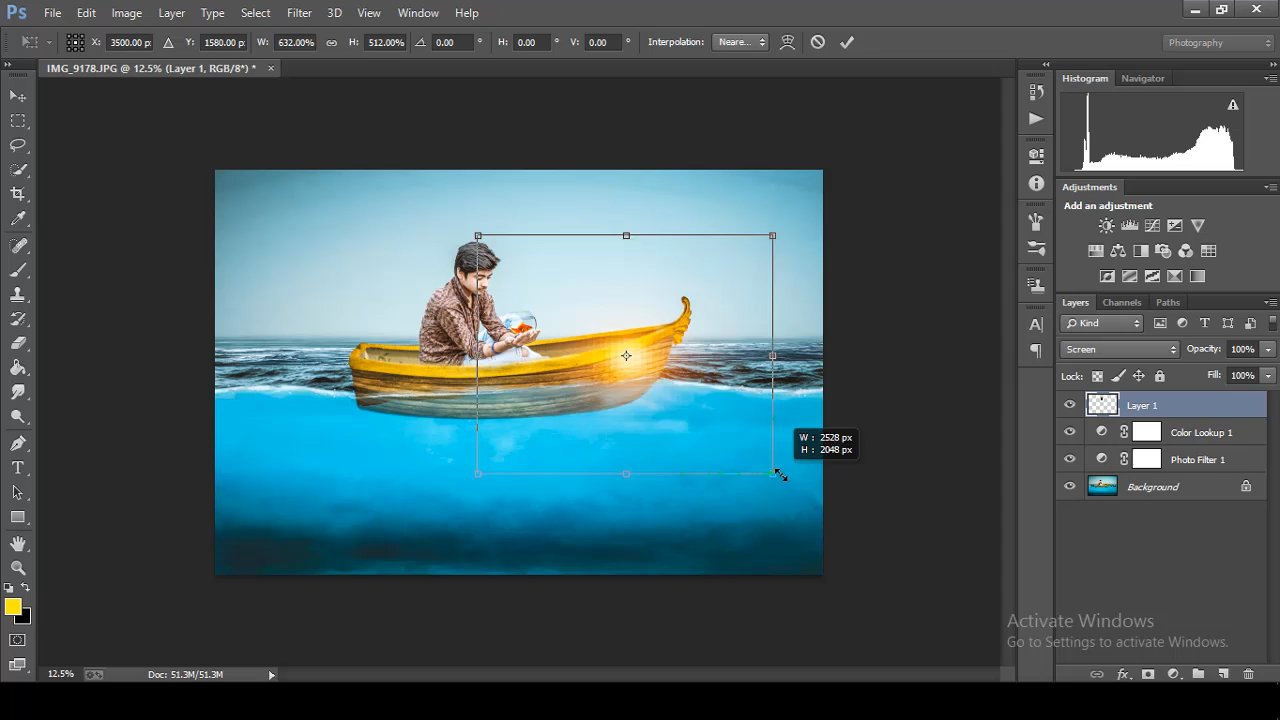 Ps File Edit Image Layer Type Select Filter 3D View Window Help
X: 3500.00 px Y: 1580.00 px W: 632.00% H: 512.00% 0.00 ° H: 0.00 ° V: 0.00 ° Interpolation: Neare... Photography
IMG_9178.JPG @ 12.5% (Layer 1, RGB/8*) * ×
Histogram Navigator
Adjustments
Add an adjustment
Layers Channels Paths
Kind
Screen Opacity: 100%
Lock: Fill: 100%
Layer 1
Color Lookup 1
Photo Filter 1
Background
W : 2528 px
H : 2048 px
Activate Windows
Go to Settings to activate Windows.
12.5% Doc: 51.3M/51.3M